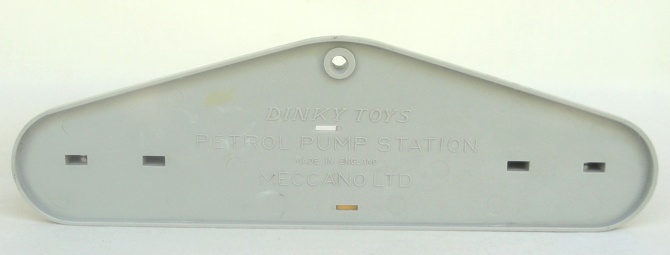 DINKY TOYS
PETROL PUMP STATION
MADE IN ENGLAND
MECCANO LTD